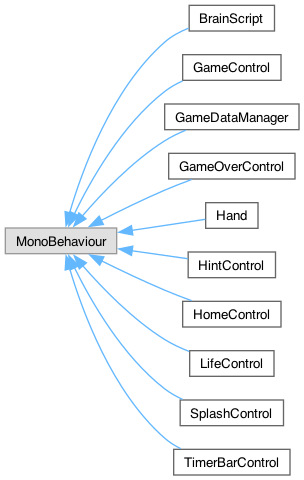 BrainScript
GameControl
GameDataManager
GameOverControl
MonoBehaviour
Hand
HintControl
HomeControl
LifeControl
SplashControl
TimerBarControl